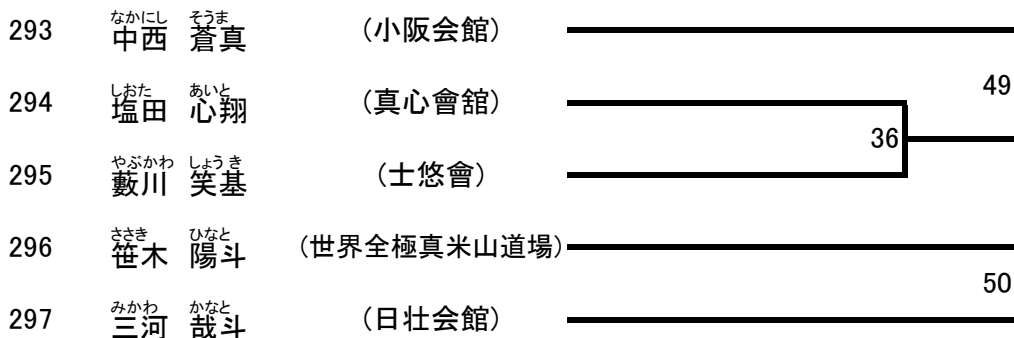 なかにし そうま
293 中西 蒼真 (小阪会館)
49
しおた あいと
294 塩田 心翔 (真心會舘)
36
やぶかわ しょうき
295 藪川 笑基 (士悠會)
ささき ひなと
296 笹木 陽斗 (世界全極真米山道場)
50
みかわ かなと
297 三河 哉斗 (日壮会館)